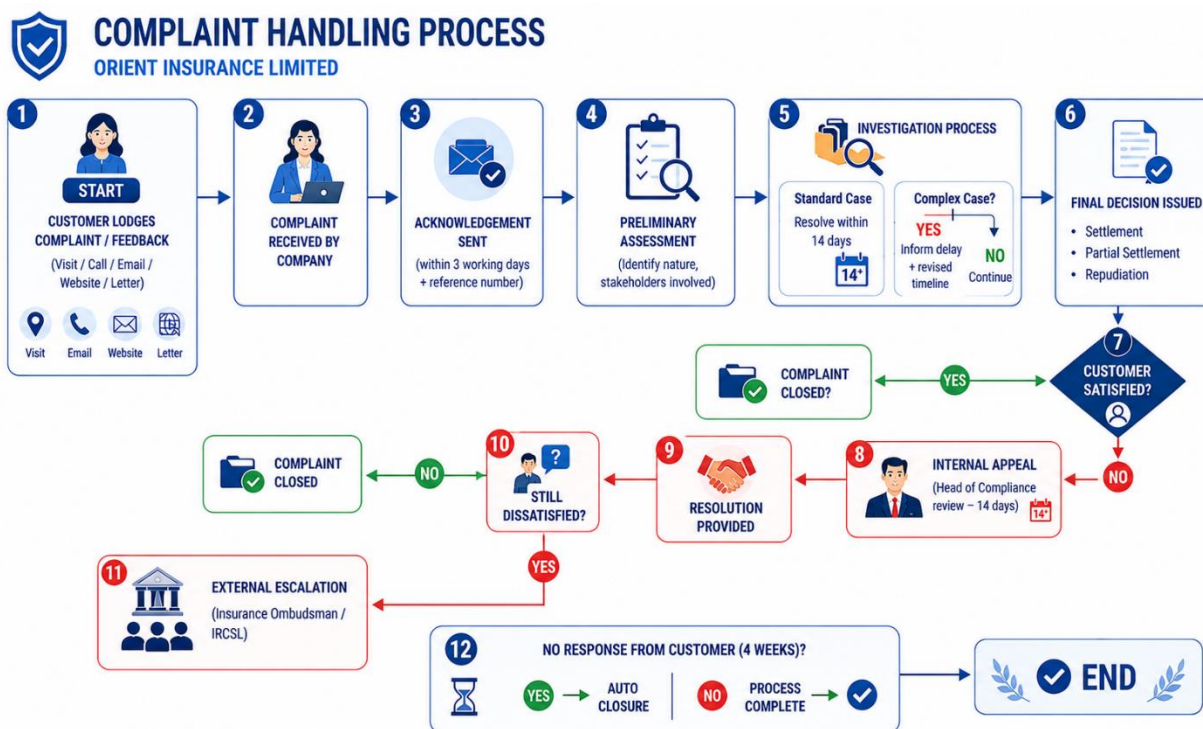 COMPLAINT HANDLING PROCESS
ORIENT INSURANCE LIMITED
1
START
CUSTOMER LODGES
COMPLAINT / FEEDBACK
(Visit / Call / Email /
Website / Letter)
Visit
Email
Website
Letter
2
COMPLAINT
RECEIVED BY
COMPANY
3
ACKNOWLEDGEMENT
SENT
(within 3 working days
+ reference number)
4
PRELIMINARY
ASSESSMENT
(Identify nature,
stakeholders involved)
5
INVESTIGATION PROCESS
Standard Case
Resolve within
14 days
14+
Complex Case?
YES
Inform delay
+ revised
timeline
NO
Continue
6
FINAL DECISION ISSUED
• Settlement
• Partial Settlement
• Repudiation
7
CUSTOMER
SATISFIED?
YES
COMPLAINT
CLOSED?
NO
8
INTERNAL APPEAL
(Head of Compliance
review – 14 days)
14+
9
RESOLUTION
PROVIDED
10
?
STILL
DISSATISFIED?
NO
COMPLAINT
CLOSED
YES
11
EXTERNAL ESCALATION
(Insurance Ombudsman /
IRCSL)
12
NO RESPONSE FROM CUSTOMER (4 WEEKS)?
YES
AUTO
CLOSURE
NO
PROCESS
COMPLETE
END